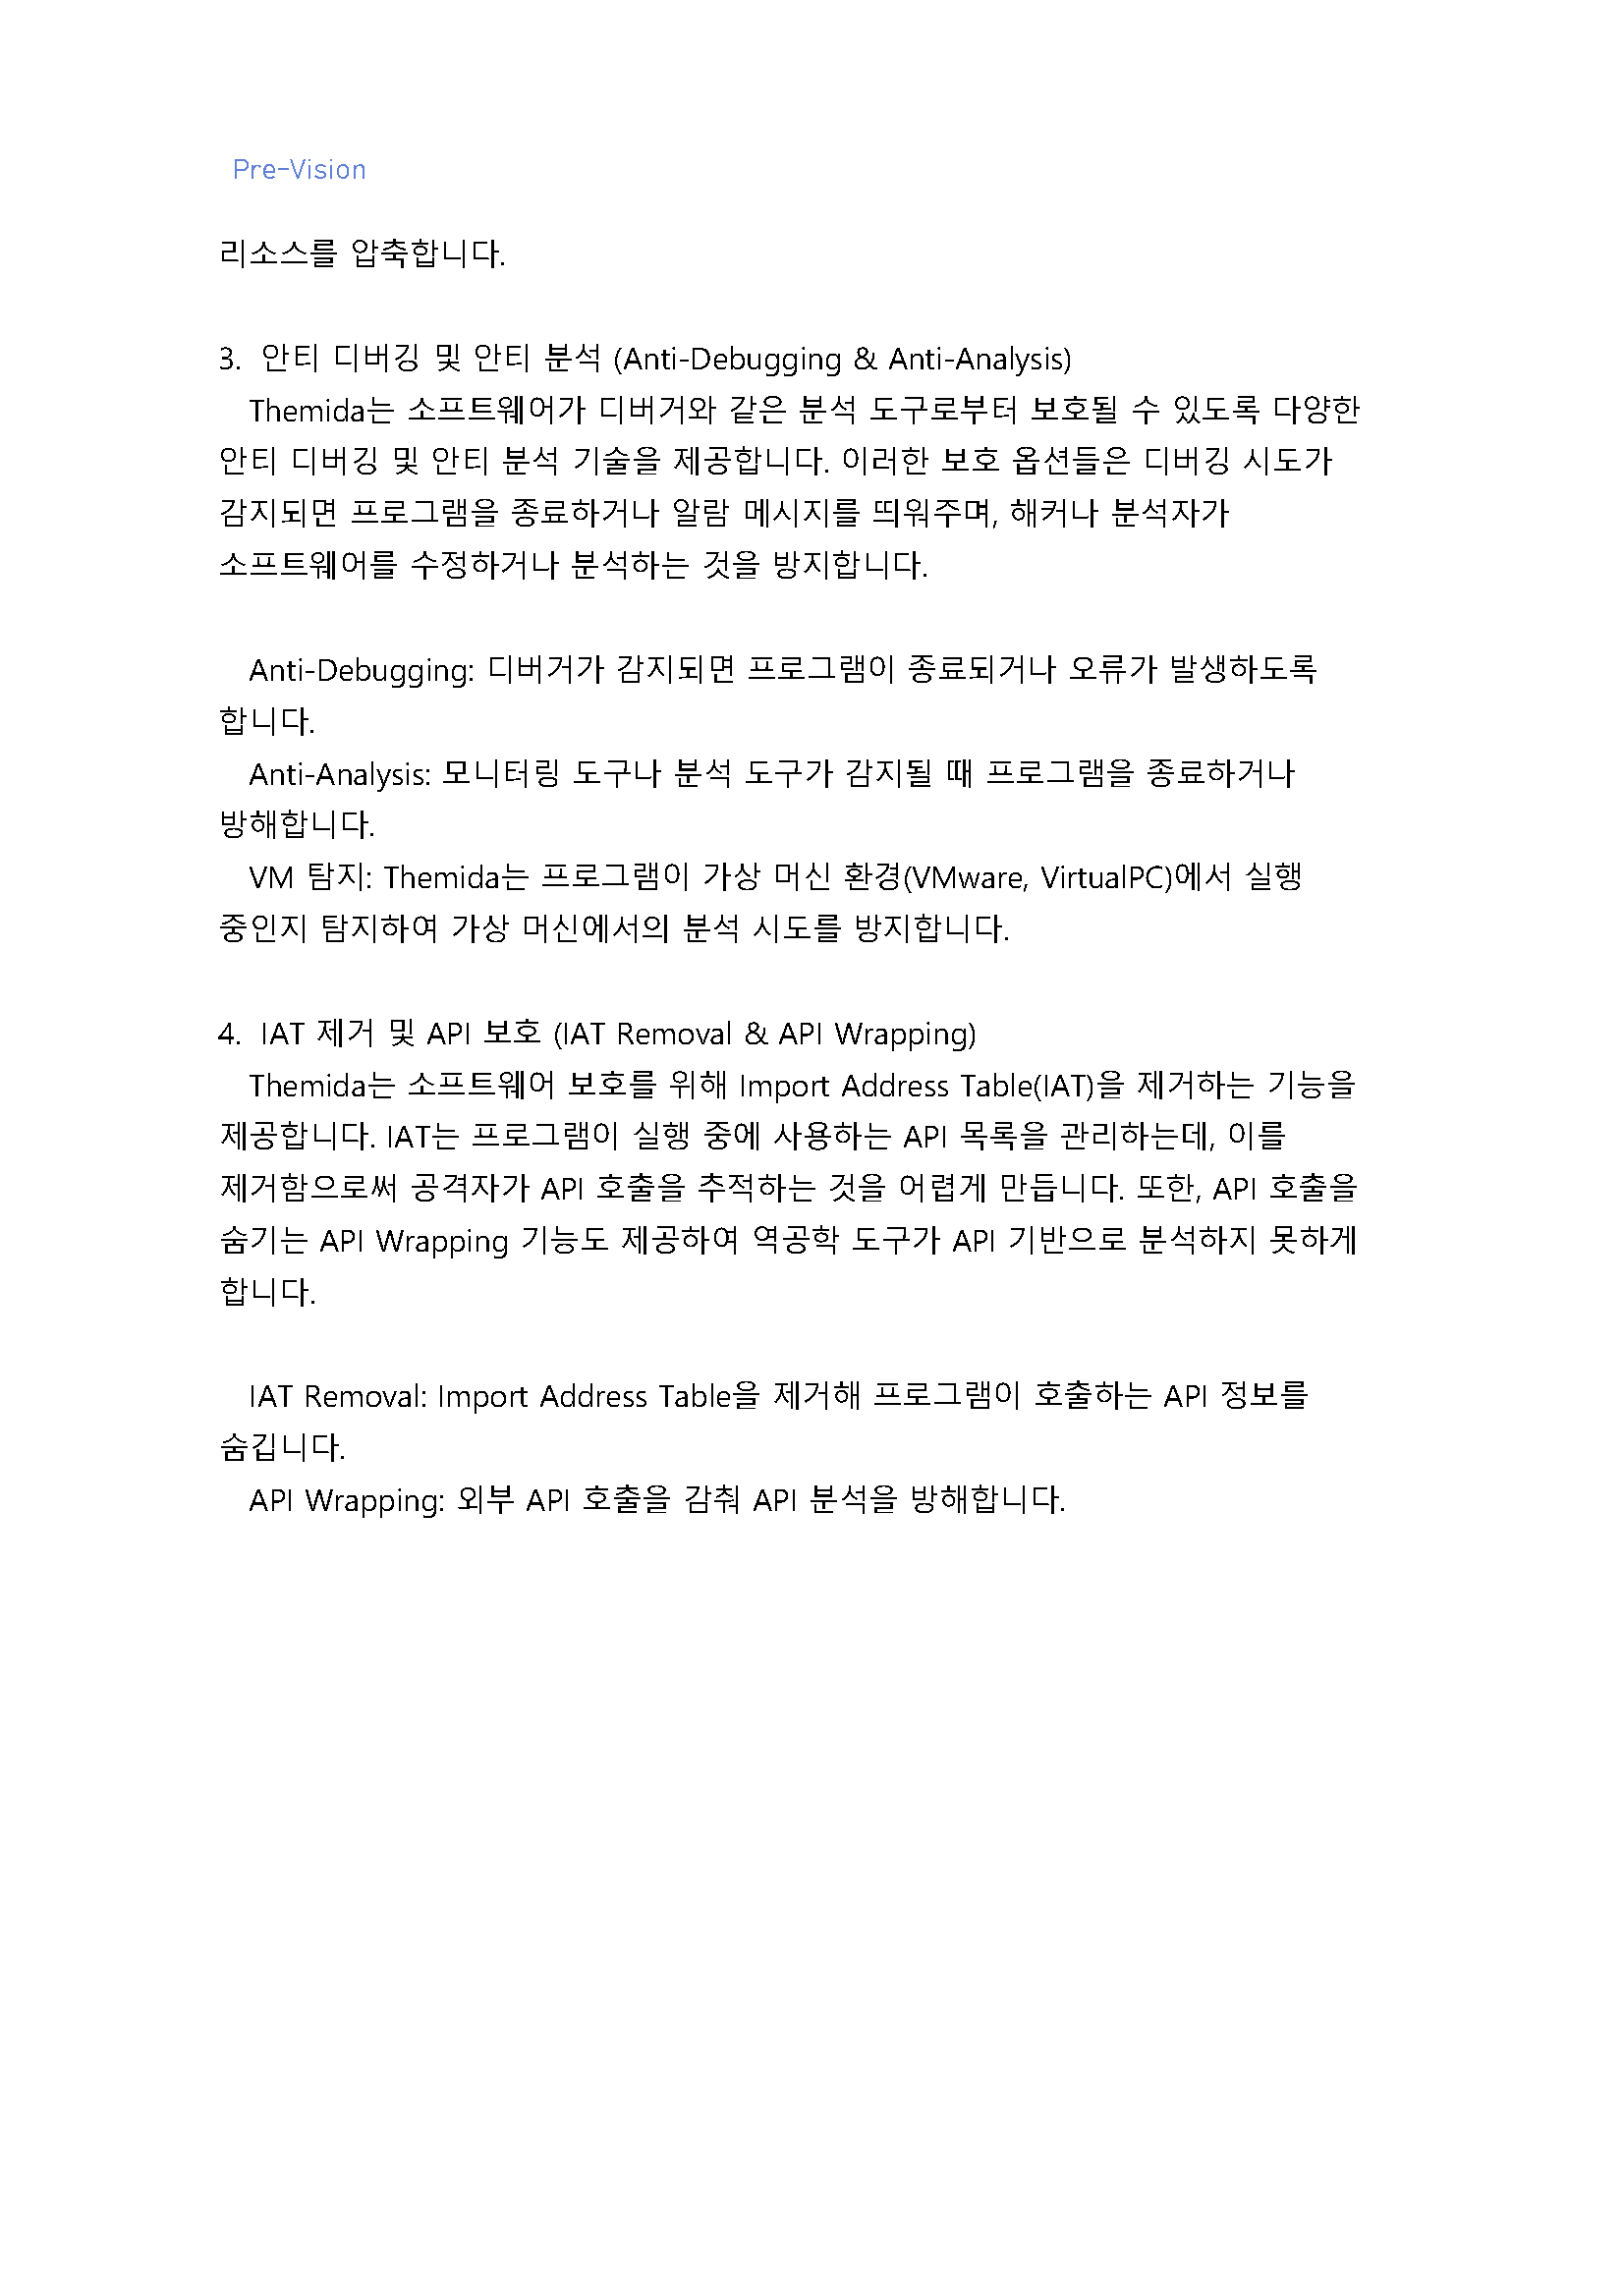 Pre-Vision
리소스를 압축합니다.
3. 안티 디버깅 및 안티 분석 (Anti-Debugging & Anti-Analysis)
Themida는 소프트웨어가 디버거와 같은 분석 도구로부터 보호될 수 있도록 다양한
안티 디버깅 및 안티 분석 기술을 제공합니다. 이러한 보호 옵션들은 디버깅 시도가
감지되면 프로그램을 종료하거나 알람 메시지를 띄워주며, 해커나 분석자가
소프트웨어를 수정하거나 분석하는 것을 방지합니다.
Anti-Debugging: 디버거가 감지되면 프로그램이 종료되거나 오류가 발생하도록
합니다.
Anti-Analysis: 모니터링 도구나 분석 도구가 감지될 때 프로그램을 종료하거나
방해합니다.
VM 탐지: Themida는 프로그램이 가상 머신 환경(VMware, VirtualPC)에서 실행
중인지 탐지하여 가상 머신에서의 분석 시도를 방지합니다.
4. IAT 제거 및 API 보호 (IAT Removal & API Wrapping)
Themida는 소프트웨어 보호를 위해 Import Address Table(IAT)을 제거하는 기능을
제공합니다. IAT는 프로그램이 실행 중에 사용하는 API 목록을 관리하는데, 이를
제거함으로써 공격자가 API 호출을 추적하는 것을 어렵게 만듭니다. 또한, API 호출을
숨기는 API Wrapping 기능도 제공하여 역공학 도구가 API 기반으로 분석하지 못하게
합니다.
IAT Removal: Import Address Table을 제거해 프로그램이 호출하는 API 정보를
숨깁니다.
API Wrapping: 외부 API 호출을 감춰 API 분석을 방해합니다.